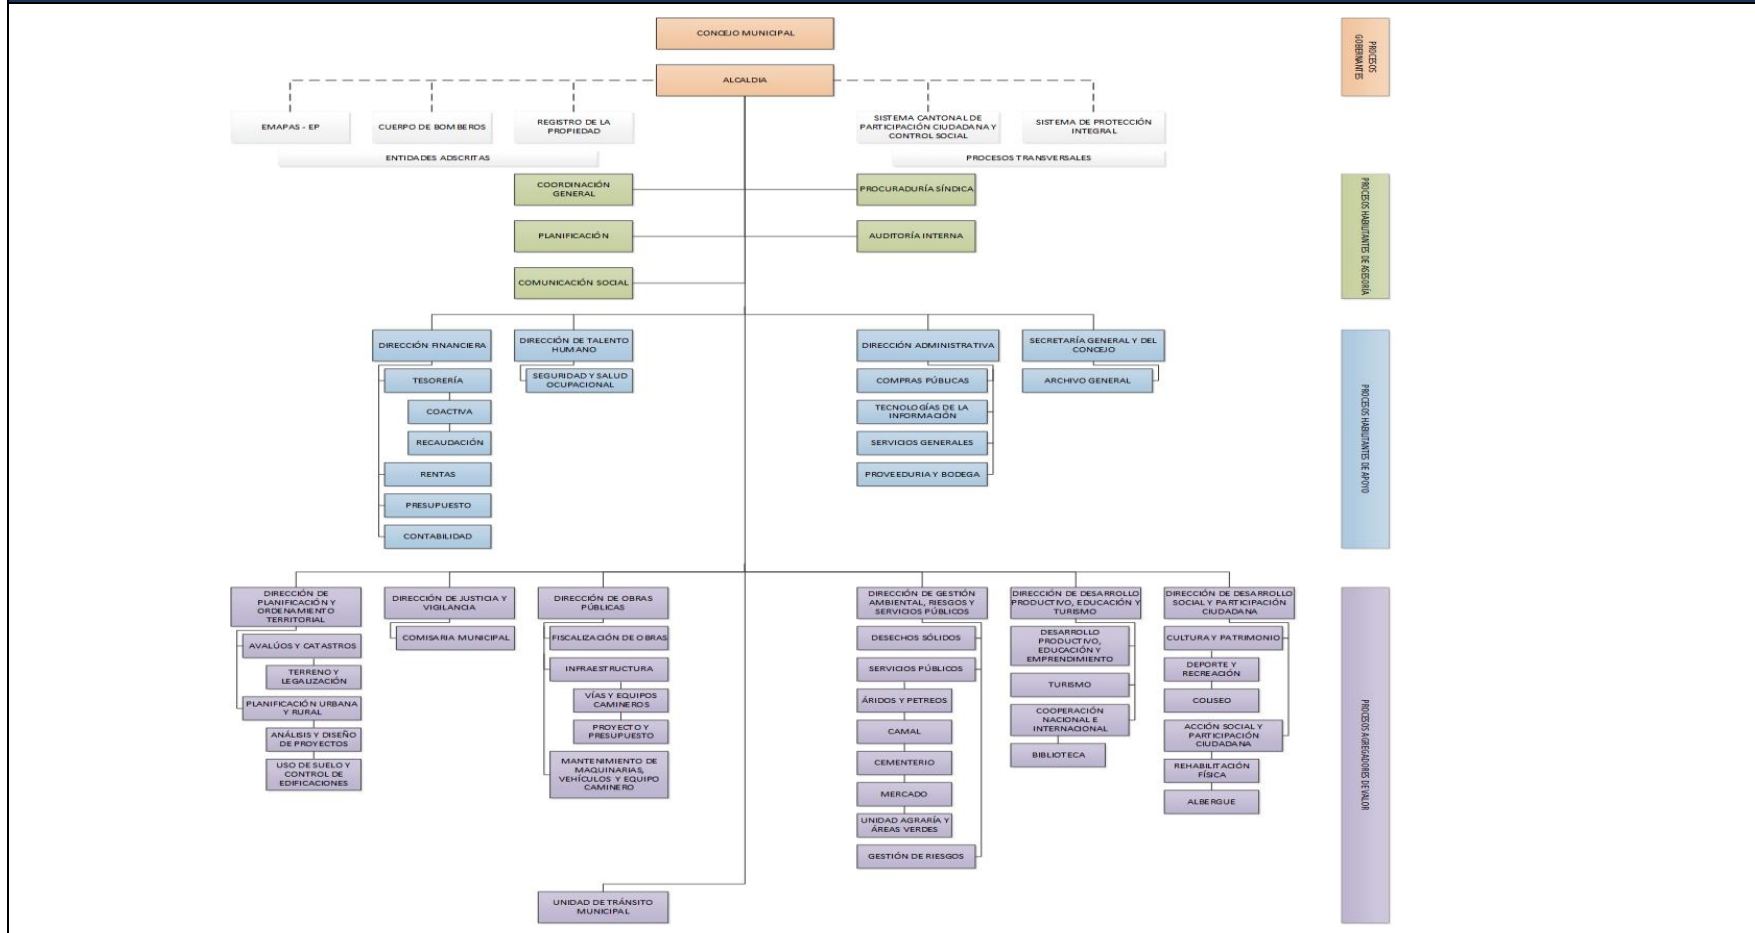 CONCEJO MUNICIPAL
PROCESOS
GOBERNANTES
ALCALDIA
EMAPAS - EP
CUERPO DE BOMBEROS
REGISTRO DE LA
PROPIEDAD
SISTEMA CANTONAL DE
PARTICIPACIÓN CIUDADANA Y
CONTROL SOCIAL
SISTEMA DE PROTECCIÓN
INTEGRAL
ENTIDADES ADSCRITAS
PROCESOS TRANSVERSALES
COORDINACIÓN
GENERAL
PROCURADURÍA SÍNDICA
PLANIFICACIÓN
AUDITORÍA INTERNA
COMUNICACIÓN SOCIAL
PROCESOS HABILITANTES DE ASESORÍA
DIRECCIÓN FINANCIERA
DIRECCIÓN DE TALENTO
HUMANO
DIRECCIÓN ADMINISTRATIVA
SECRETARÍA GENERAL Y DEL
CONCEJO
TESORERÍA
SEGURIDAD Y SALUD
OCUPACIONAL
COMPRAS PÚBLICAS
ARCHIVO GENERAL
COACTIVA
TECNOLOGÍAS DE LA
INFORMACIÓN
RECAUDACIÓN
SERVICIOS GENERALES
RENTAS
PROVEEDURIA Y BODEGA
PRESUPUESTO
CONTABILIDAD
PROCESOS HABILITANTES DE APOYO
DIRECCIÓN DE
PLANIFICACIÓN Y
ORDENAMIENTO
TERRITORIAL
AVALÚOS Y CATASTROS
TERRENO Y
LEGALIZACIÓN
PLANIFICACIÓN URBANA
Y RURAL
ANÁLISIS Y DISEÑO
DE PROYECTOS
USO DE SUELO Y
CONTROL DE
EDIFICACIONES
DIRECCIÓN DE JUSTICIA Y
VIGILANCIA
COMISARIA MUNICIPAL
DIRECCIÓN DE OBRAS
PÚBLICAS
FISCALIZACIÓN DE OBRAS
INFRAESTRUCTURA
VÍAS Y EQUIPOS
CAMINEROS
PROYECTO Y
PRESUPUESTO
MANTENIMIENTO DE
MAQUINARIAS,
VEHÍCULOS Y EQUIPO
CAMINERO
DIRECCIÓN DE GESTIÓN
AMBIENTAL, RIESGOS Y
SERVICIOS PÚBLICOS
DESECHOS SÓLIDOS
SERVICIOS PÚBLICOS
ÁRIDOS Y PETREOS
CAMAL
CEMENTERIO
MERCADO
UNIDAD AGRARÍA Y
ÁREAS VERDES
GESTIÓN DE RIESGOS
DIRECCIÓN DE DESARROLLO
PRODUCTIVO, EDUCACIÓN Y
TURISMO
DESARROLLO
PRODUCTIVO,
EDUCACIÓN Y
EMPRENDIMIENTO
TURISMO
COOPERACIÓN
NACIONAL E
INTERNACIONAL
BIBLIOTECA
DIRECCIÓN DE DESARROLLO
SOCIAL Y PARTICIPACIÓN
CIUDADANA
CULTURA Y PATRIMONIO
DEPORTE Y
RECREACIÓN
COLISEO
ACCIÓN SOCIAL Y
PARTICIPACIÓN
CIUDADANA
REHABILITACIÓN
FÍSICA
ALBERGUE
PROCESOS AGREGADORES DE VALOR
UNIDAD DE TRÁNSITO
MUNICIPAL